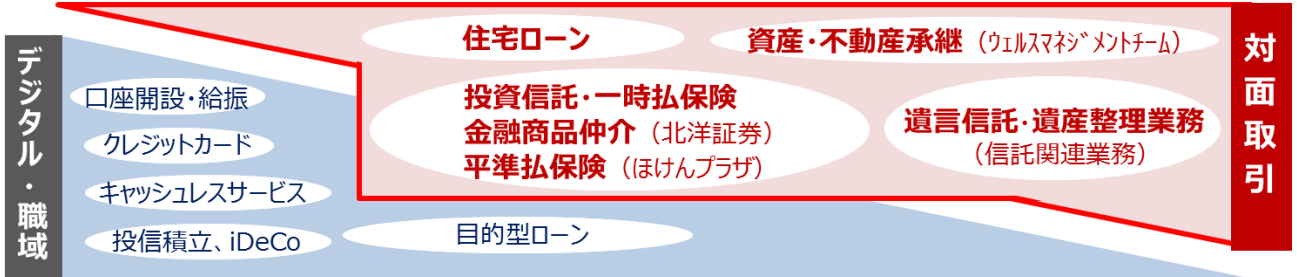 デジタル・職域
口座開設・給振
クレジットカード
キャッシュレスサービス
投信積立、iDeCo
目的型ローン
住宅ローン
資産・不動産承継（ウェルスマネジメントチーム）
投資信託・一時払保険
金融商品仲介（北洋証券）
平準払保険（ほけんプラザ）
遺言信託・遺産整理業務
（信託関連業務）
対面取引